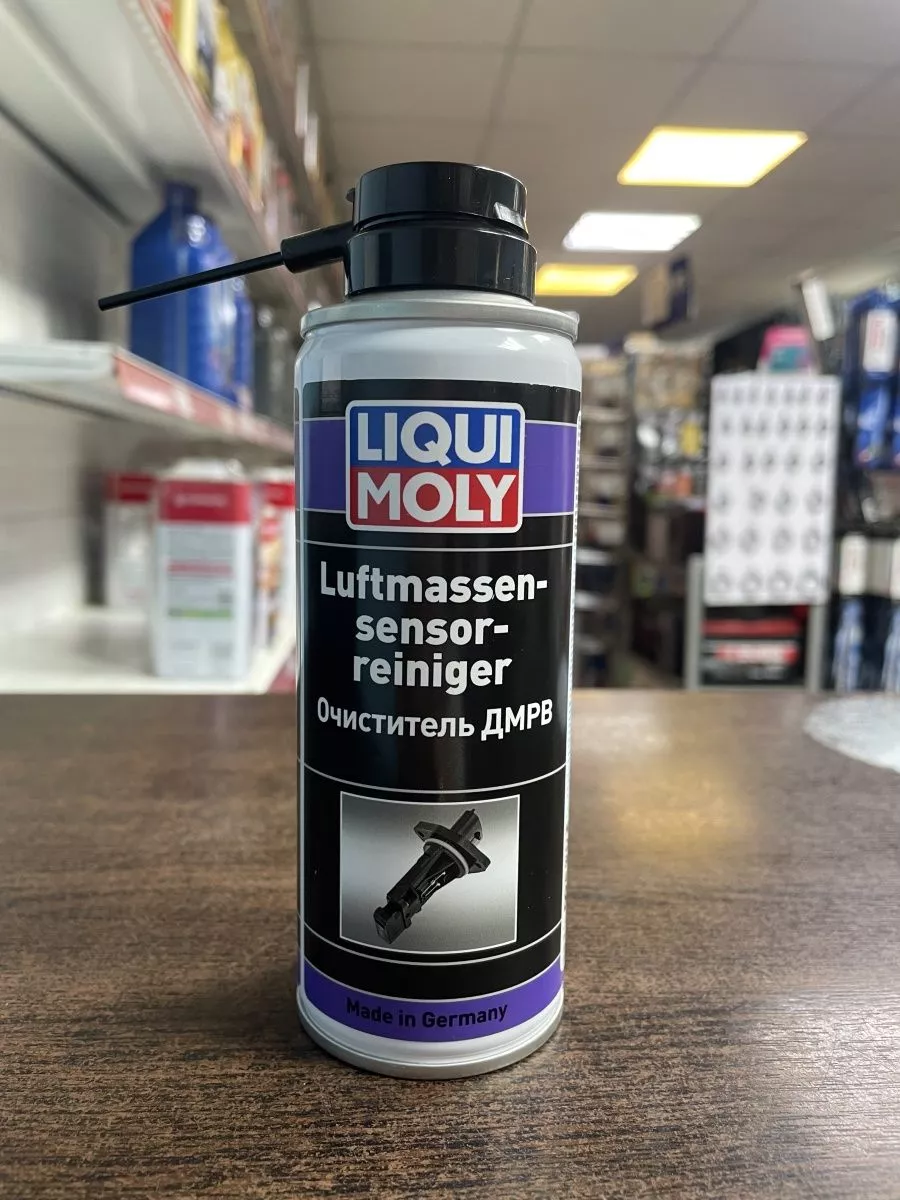 LIQUI
MOLY
Luftmassen-
sensor-
reiniger
Очиститель ДМРВ
Made in Germany